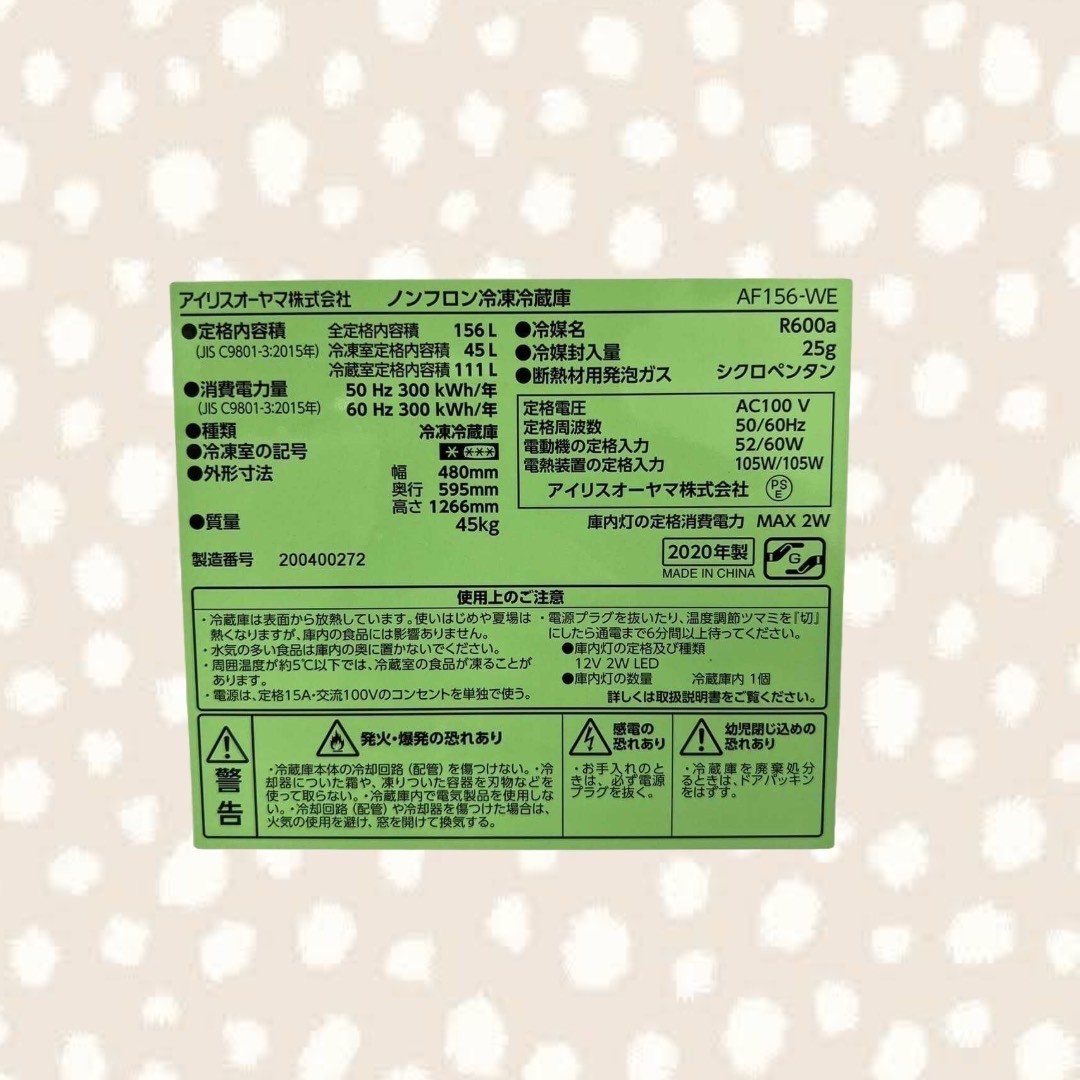 アイリスオーヤマ株式会社 ノンフロン冷凍冷蔵庫 AF156-WE
●定格内容積 全定格内容積 156 L
(JIS C9801-3:2015年) 冷凍室定格内容積 45 L
冷蔵室定格内容積 111 L
●消費電力量 50 Hz 300 kWh/年
(JIS C9801-3:2015年) 60 Hz 300 kWh/年
●種類 冷凍冷蔵庫
●冷凍室の記号
●外形寸法 幅 480mm
奥行 595mm
高さ 1266mm
●質量 45kg
製造番号 200400272
●冷媒名 R600a
●冷媒封入量 25g
●断熱材用発泡ガス シクロペンタン
定格電圧 AC100 V
定格周波数 50/60Hz
電動機の定格入力 52/60W
電熱装置の定格入力 105W/105W
アイリスオーヤマ株式会社 PSE
庫内灯の定格消費電力 MAX 2W
2020年製
MADE IN CHINA
G
使用上のご注意
・冷蔵庫は表面から放熱しています。使いはじめや夏場は
熱くなりますが、庫内の食品には影響ありません。
・水気の多い食品は庫内の奥に置かないでください。
・周囲温度が約5℃以下では、冷蔵室の食品が凍ることが
あります。
・電源は、定格15A・交流100Vのコンセントを単独で使う。
・電源プラグを抜いたり、温度調節ツマミを『切』
にしたら通電まで6分間以上待ってください。
●庫内灯の定格及び種類
12V 2W LED
●庫内灯の数量 冷蔵庫内 1個
詳しくは取扱説明書をご覧ください。
警告
発火・爆発の恐れあり
・冷蔵庫本体の冷却回路（配管）を傷つけない。・冷
却器についた霜や、凍りついた容器を刃物などを
使って取らない。・冷蔵庫内で電気製品を使用しな
い。・冷却回路（配管）や冷却器を傷つけた場合は、
火気の使用を避け、窓を開けて換気する。
感電の
恐れあり
・お手入れのと
きは、必ず電源
プラグを抜く。
幼児閉じ込めの
恐れあり
・冷蔵庫を廃棄処分
るときは、ドアパッキン
をはずす。